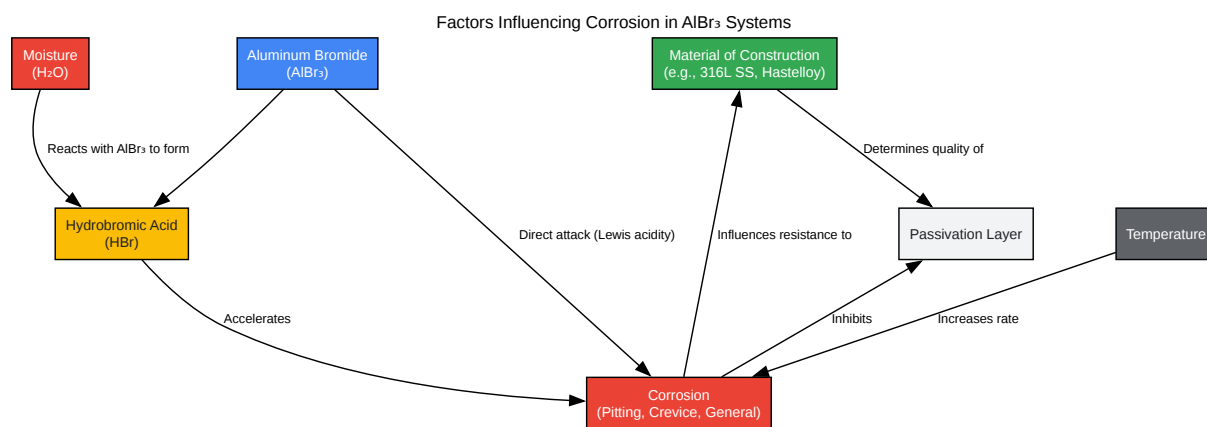 Factors Influencing Corrosion in AlBr₃ Systems
Moisture
(H₂O)
Aluminum Bromide
(AlBr₃)
Material of Construction
(e.g., 316L SS, Hastelloy)
Reacts with AlBr₃ to form
Determines quality of
Hydrobromic Acid
(HBr)
Direct attack (Lewis acidity)
Influences resistance to
Passivation Layer
Temperature
Accelerates
Inhibits
Increases rate
Corrosion
(Pitting, Crevice, General)